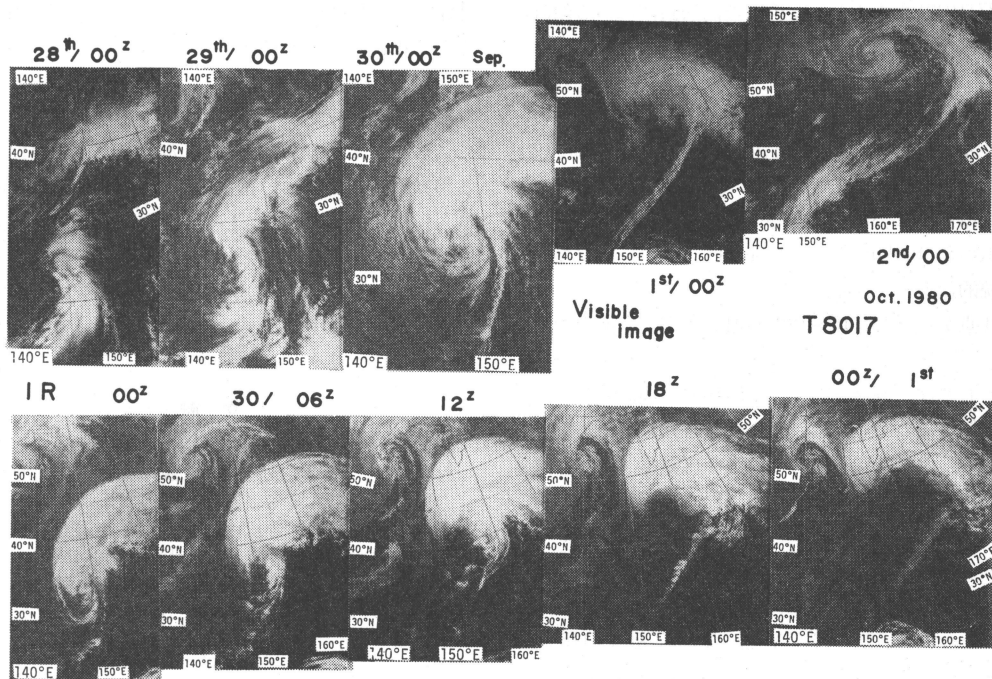 28th/ 00z
29th/ 00z
30th/00z Sep.
140°E
40°N
30°N
140°E 150°E
140°E
40°N
30°N
140°E 150°E
140°E 150°E
40°N
30°N
140°E 150°E
140°E
50°N
40°N
30°N
140°E 150°E 160°E
1st/ 00z
150°E
50°N
40°N
30°N
30°N
160°E 170°E
140°E 150°E
2nd/ 00
Oct. 1980
T 8017
Visible
image
IR 00z
30/ 06z
12z
18z
00z/ 1st
50°N
40°N
30°N
140°E 150°E
50°N
40°N
30°N
160°E
140°E 150°E
50°N
40°N
30°N
140°E 150°E 160°E
50°N
50°N
40°N
30°N
140°E 150°E 160°E
50°N
50°N
40°N
170°E
30°N
30°N
140°E 150°E 160°E